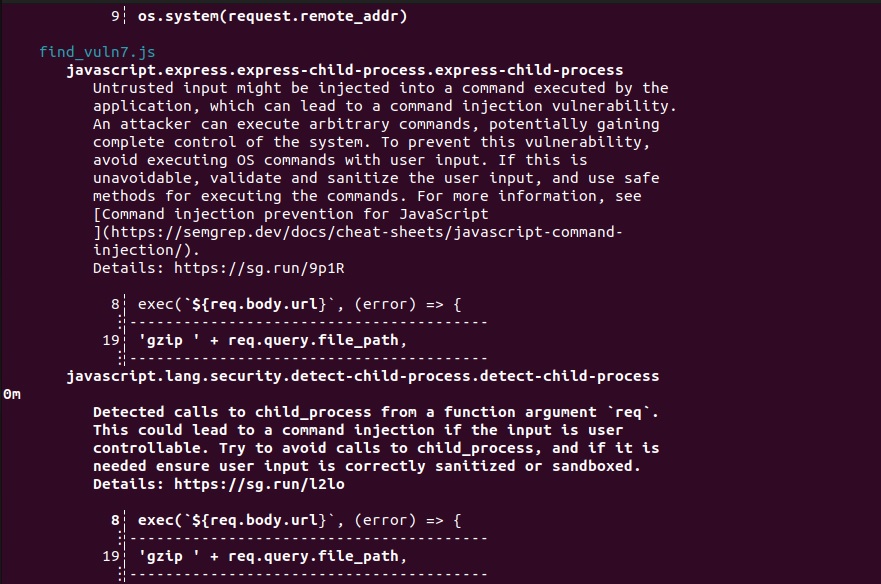 9¦ os.system(request.remote_addr)
find_vuln7.js
javascript.express.express-child-process.express-child-process
Untrusted input might be injected into a command executed by the
application, which can lead to a command injection vulnerability.
An attacker can execute arbitrary commands, potentially gaining
complete control of the system. To prevent this vulnerability,
avoid executing OS commands with user input. If this is
unavoidable, validate and sanitize the user input, and use safe
methods for executing the commands. For more information, see
[Command injection prevention for JavaScript
](https://semgrep.dev/docs/cheat-sheets/javascript-command-
injection/).
Details: https://sg.run/9p1R
8¦ exec(`${req.body.url}`, (error) => {
⋮¦----------------------------------------
19¦ 'gzip ' + req.query.file_path,
⋮¦----------------------------------------
javascript.lang.security.detect-child-process.detect-child-process
0m
Detected calls to child_process from a function argument `req`.
This could lead to a command injection if the input is user
controllable. Try to avoid calls to child_process, and if it is
needed ensure user input is correctly sanitized or sandboxed.
Details: https://sg.run/l2lo
8¦ exec(`${req.body.url}`, (error) => {
⋮¦----------------------------------------
19¦ 'gzip ' + req.query.file_path,
⋮¦----------------------------------------